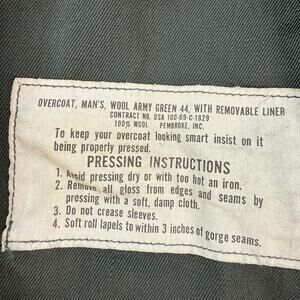 OVERCOAT, MAN'S, WOOL ARMY GREEN 44, WITH REMOVABLE LINER
CONTRACT NO. DSA 100-69-C-1829
100% WOOL PEMBROKE, INC.
To keep your overcoat looking smart insist on it
being properly pressed.
PRESSING INSTRUCTIONS
1. Avoid pressing dry or with too hot an iron.
2. Remove all gloss from edges and seams by
pressing with a soft, damp cloth.
3. Do not crease sleeves.
4. Soft roll lapels to within 3 inches of gorge seams.